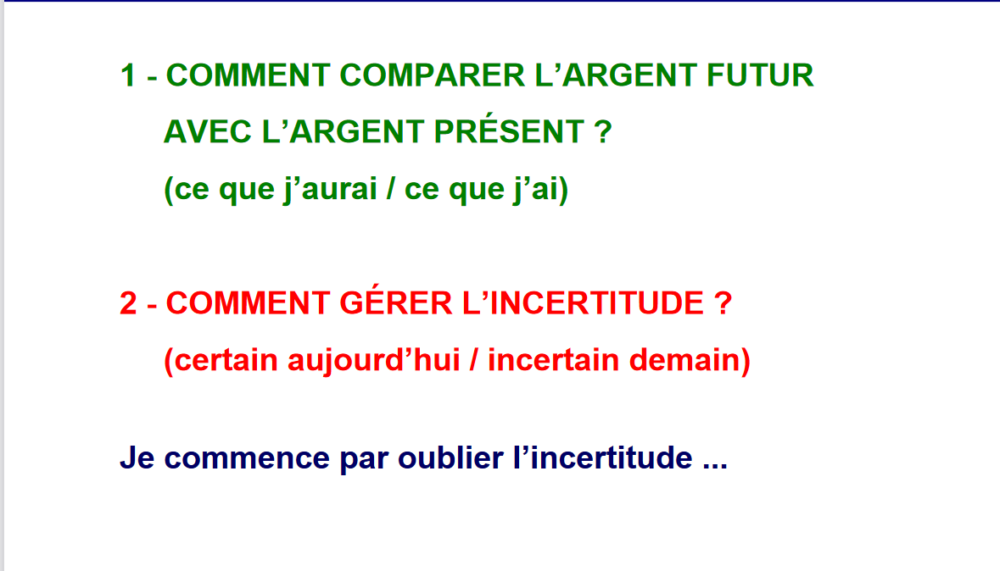 1 - COMMENT COMPARER L’ARGENT FUTUR
AVEC L’ARGENT PRÉSENT ?
(ce que j’aurai / ce que j’ai)
2 - COMMENT GÉRER L’INCERTITUDE ?
(certain aujourd’hui / incertain demain)
Je commence par oublier l’incertitude ...